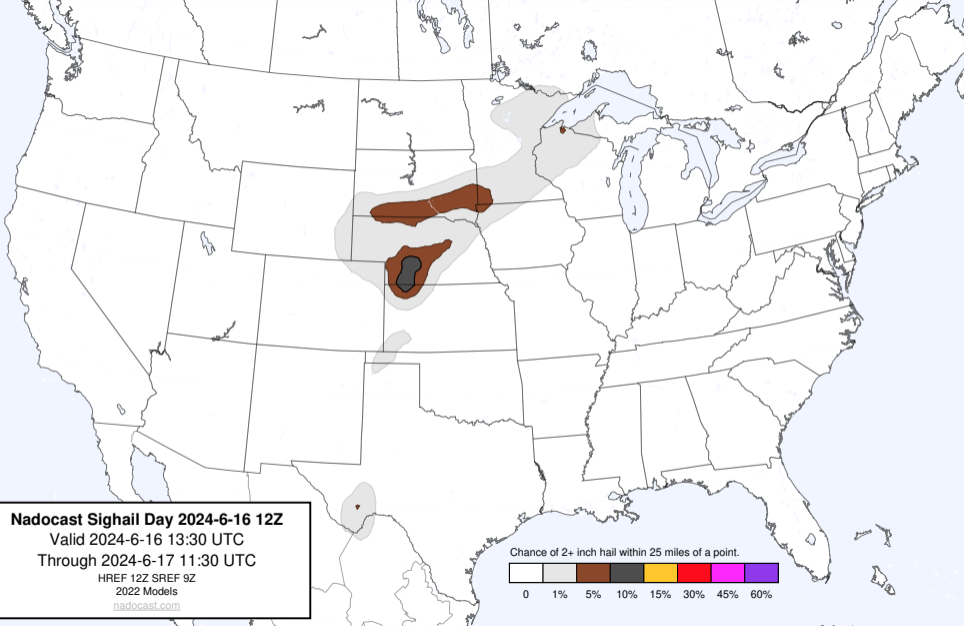 Nadocast Sighail Day 2024-6-16 12Z
Valid 2024-6-16 13:30 UTC
Through 2024-6-17 11:30 UTC
HREF 12Z SREF 9Z
2022 Models
nadocast.com
Chance of 2+ inch hail within 25 miles of a point.
0 1% 5% 10% 15% 30% 45% 60%